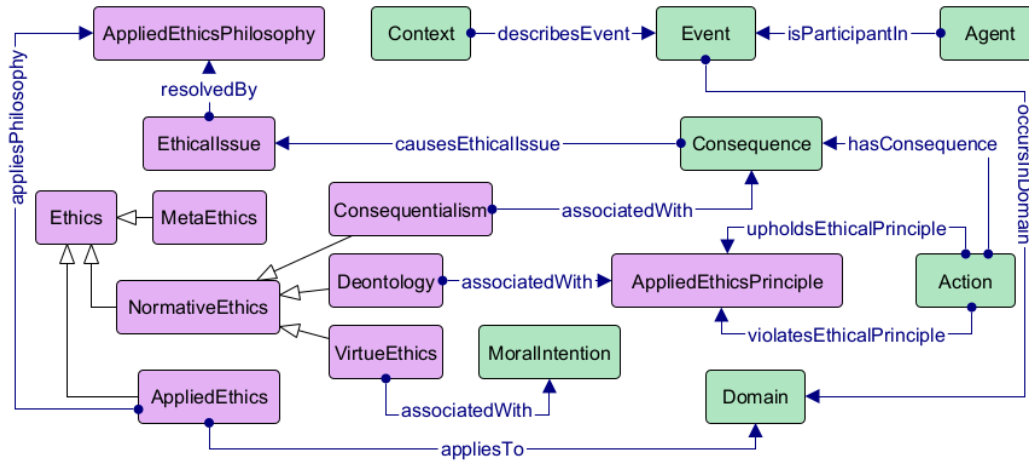 AppliedEthicsPhilosophy
Context
describesEvent
Event
isParticipantIn
Agent
resolvedBy
appliesPhilosophy
occursInDomain
EthicalIssue
causesEthicalIssue
Consequence
hasConsequence
Ethics
MetaEthics
Consequentialism
associatedWith
upholdsEthicalPrinciple
Deontology
associatedWith
AppliedEthicsPrinciple
Action
NormativeEthics
violatesEthicalPrinciple
VirtueEthics
MoralIntention
AppliedEthics
associatedWith
Domain
appliesTo